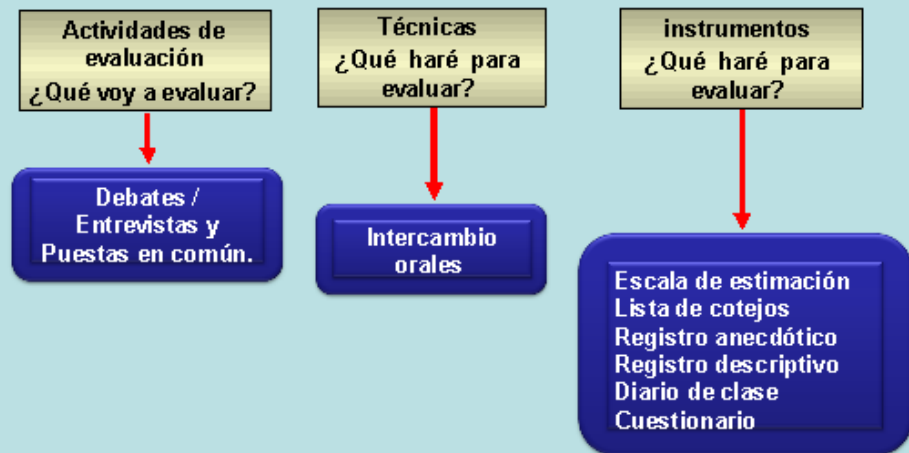 Actividades de
evaluación
¿Qué voy a evaluar?
Debates /
Entrevistas y
Puestas en común.
Técnicas
¿Qué haré para
evaluar?
Intercambio
orales
instrumentos
¿Qué haré para
evaluar?
Escala de estimación
Lista de cotejos
Registro anecdótico
Registro descriptivo
Diario de clase
Cuestionario